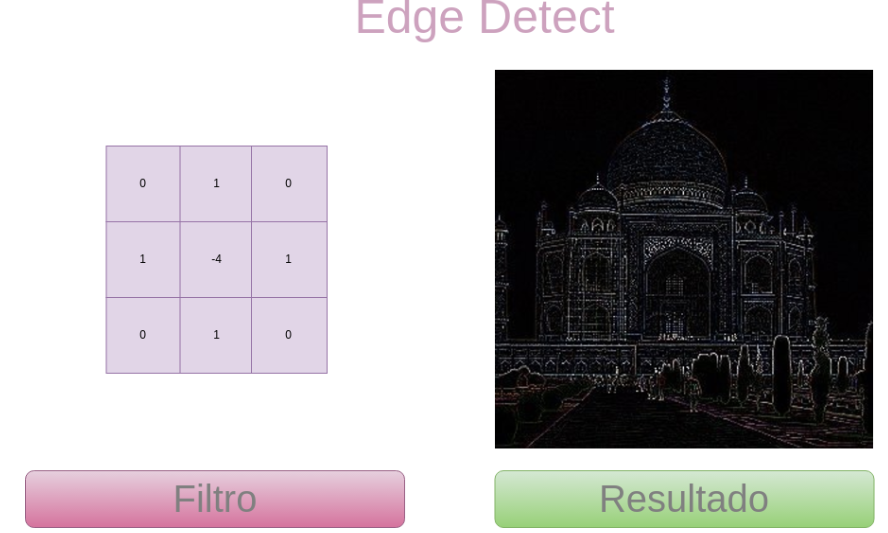 Edge Detect
0 1 0
1 -4 1
0 1 0
Filtro
Resultado